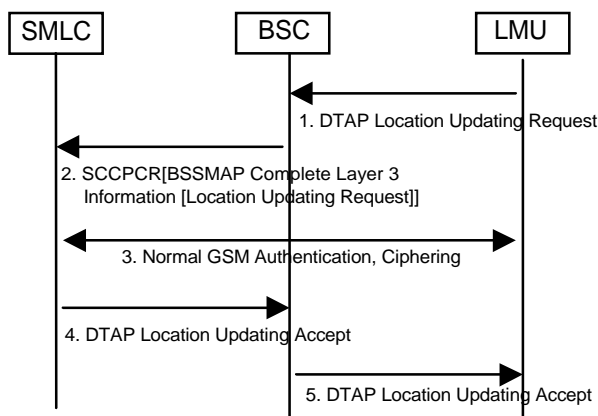 SMLC
BSC
LMU
1. DTAP Location Updating Request
2. SCCPCR[BSSMAP Complete Layer 3
Information [Location Updating Request]]
3. Normal GSM Authentication, Ciphering
4. DTAP Location Updating Accept
5. DTAP Location Updating Accept